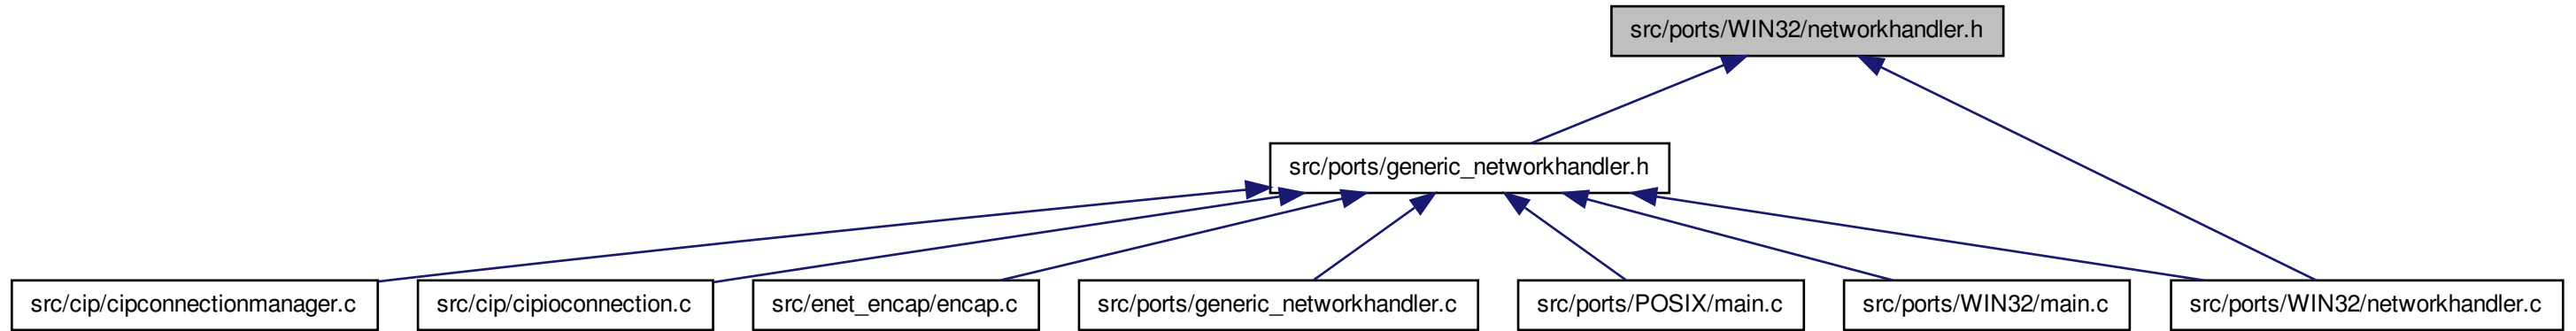 src/ports/WIN32/networkhandler.h
src/ports/generic_networkhandler.h
src/cip/cipconnectionmanager.c
src/cip/cipioconnection.c
src/enet_encap/encap.c
src/ports/generic_networkhandler.c
src/ports/POSIX/main.c
src/ports/WIN32/main.c
src/ports/WIN32/networkhandler.c